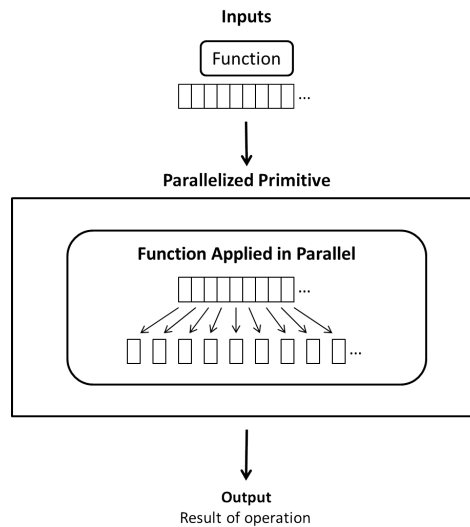 Inputs
Function
...
Parallelized Primitive
Function Applied in Parallel
...
...
Output
Result of operation